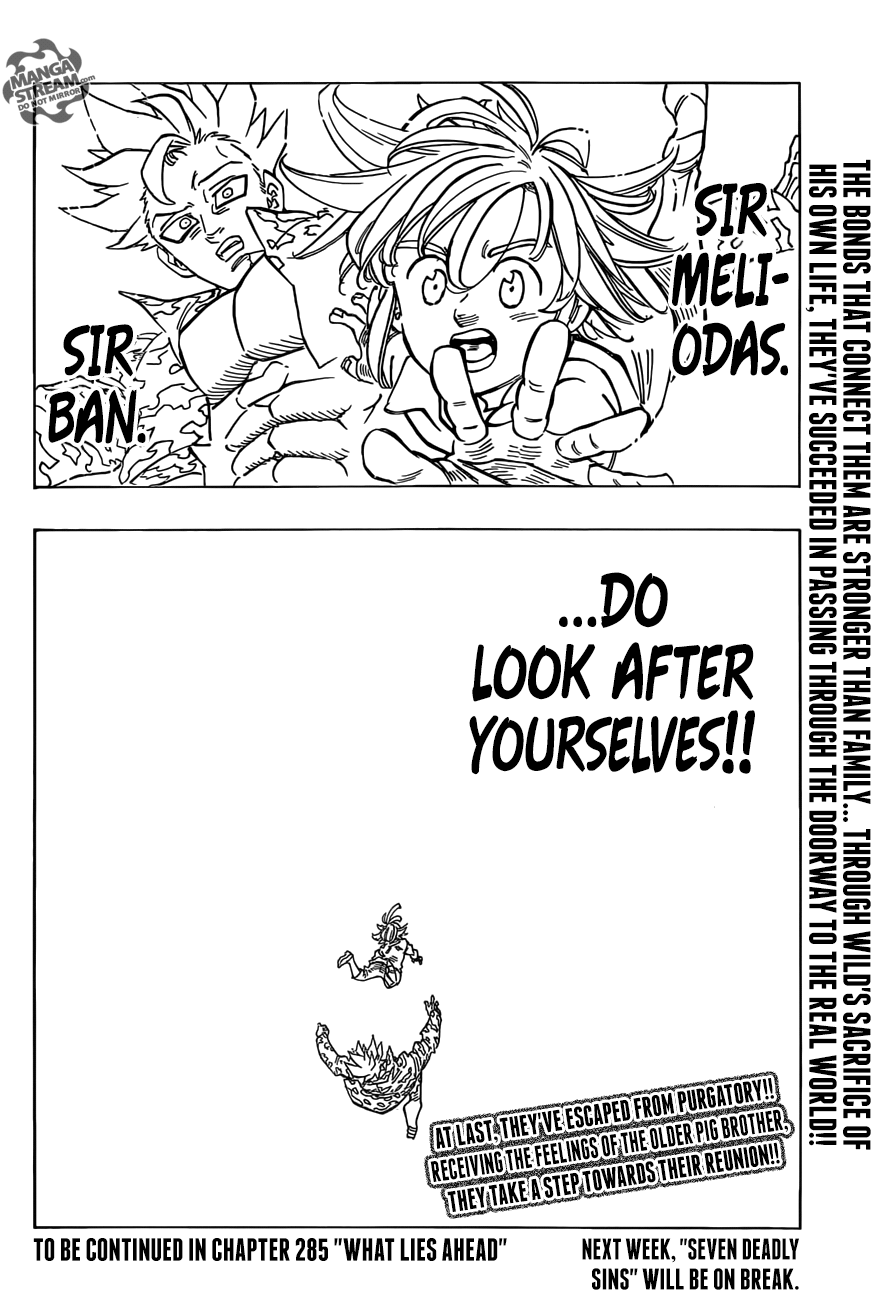 MANGA
STREAM.com
DO NOT MIRROR
SIR
MELI-
ODAS.
SIR
BAN.
...DO
LOOK AFTER
YOURSELVES!!
THE BONDS THAT CONNECT THEM ARE STRONGER THAN FAMILY... THROUGH WILD'S SACRIFICE OF
HIS OWN LIFE, THEY'VE SUCCEEDED IN PASSING THROUGH THE DOORWAY TO THE REAL WORLD!!
AT LAST, THEY'VE ESCAPED FROM PURGATORY!!
RECEIVING THE FEELINGS OF THE OLDER PIG BROTHER,
THEY TAKE A STEP TOWARDS THEIR REUNION!!
TO BE CONTINUED IN CHAPTER 285 "WHAT LIES AHEAD"
NEXT WEEK, "SEVEN DEADLY
SINS" WILL BE ON BREAK.